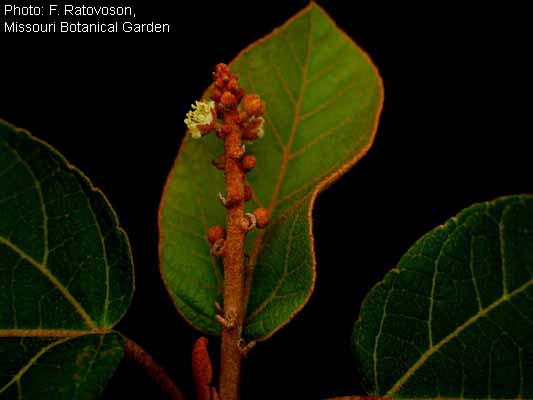 Photo: F. Ratovoson,
Missouri Botanical Garden